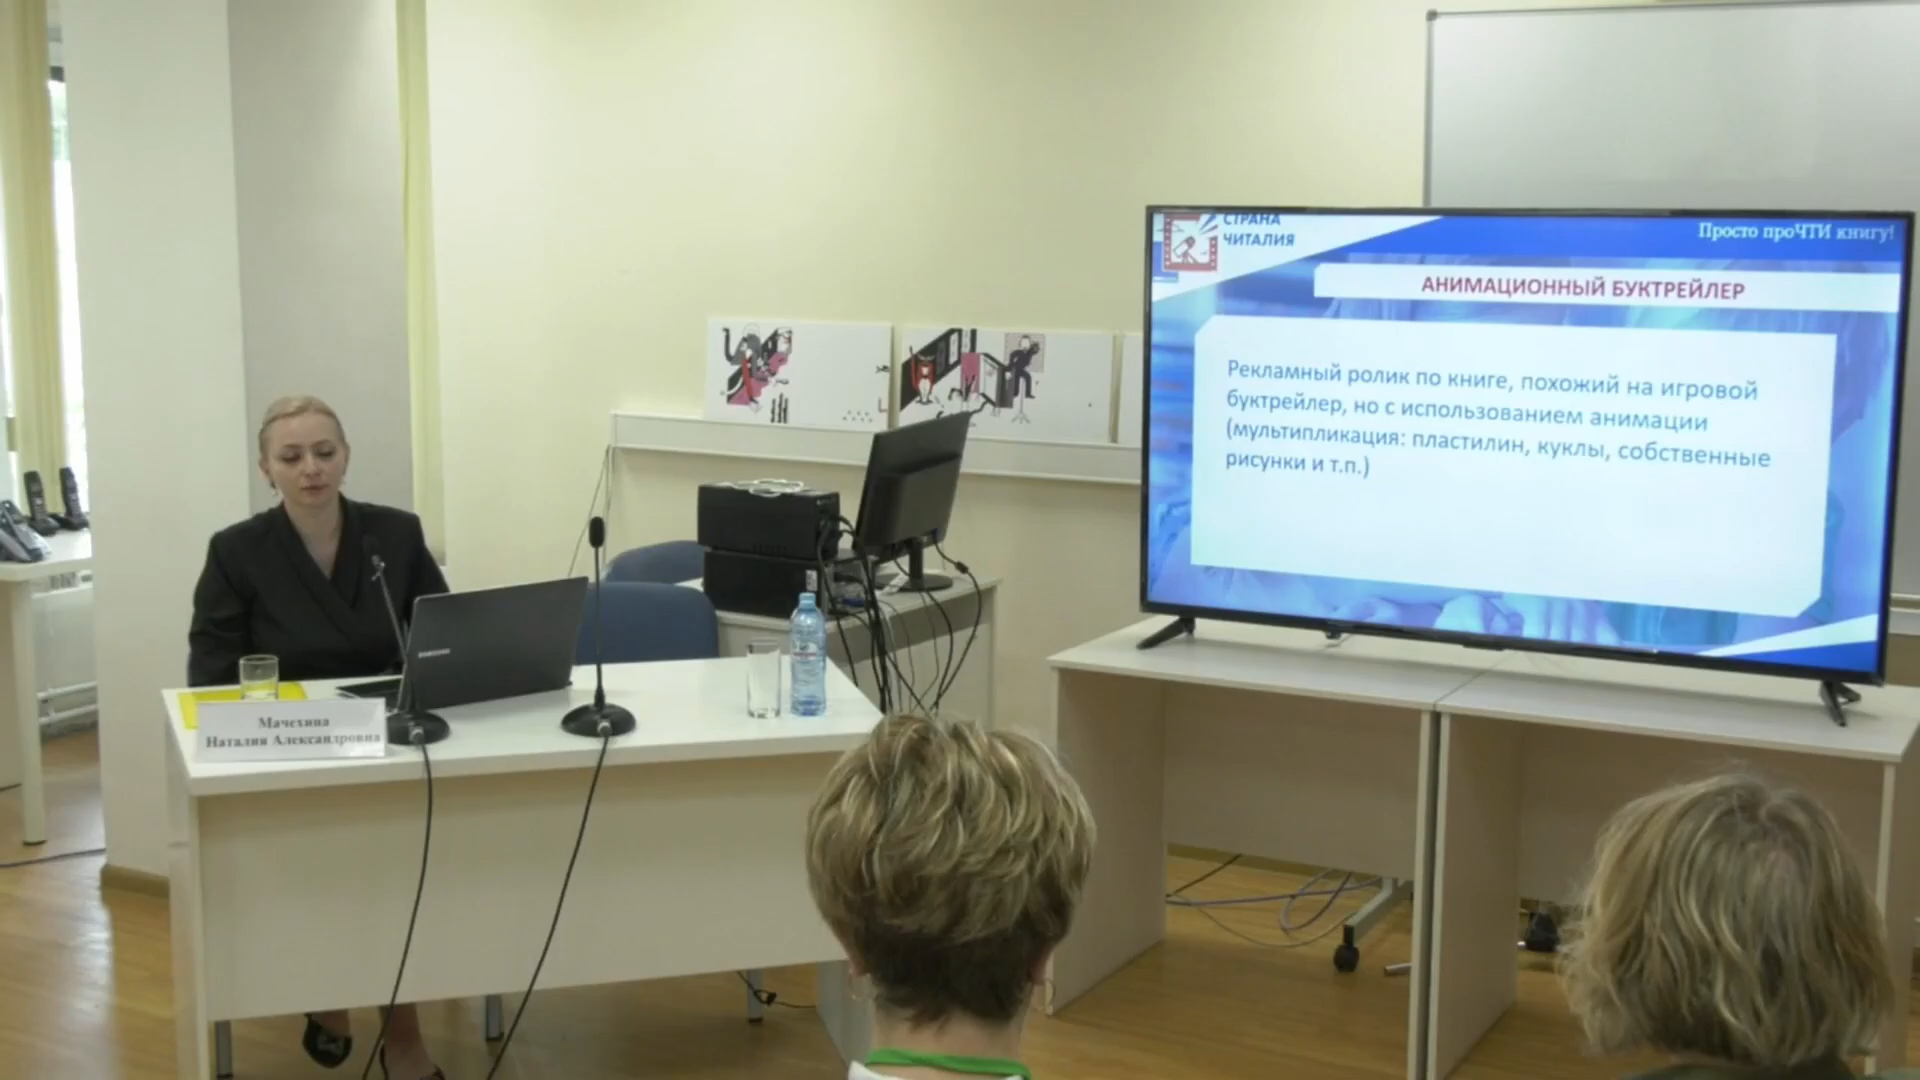 СТРАНА
ЧИТАЛИЯ
Просто проЧТИ книгу!
АНИМАЦИОННЫЙ БУКТРЕЙЛЕР
Рекламный ролик по книге, похожий на игровой
буктрейлер, но с использованием анимации
(мультипликация: пластилин, куклы, собственные
рисунки и т.п.)
SAMSUNG
Мачехина
Наталия Александровна